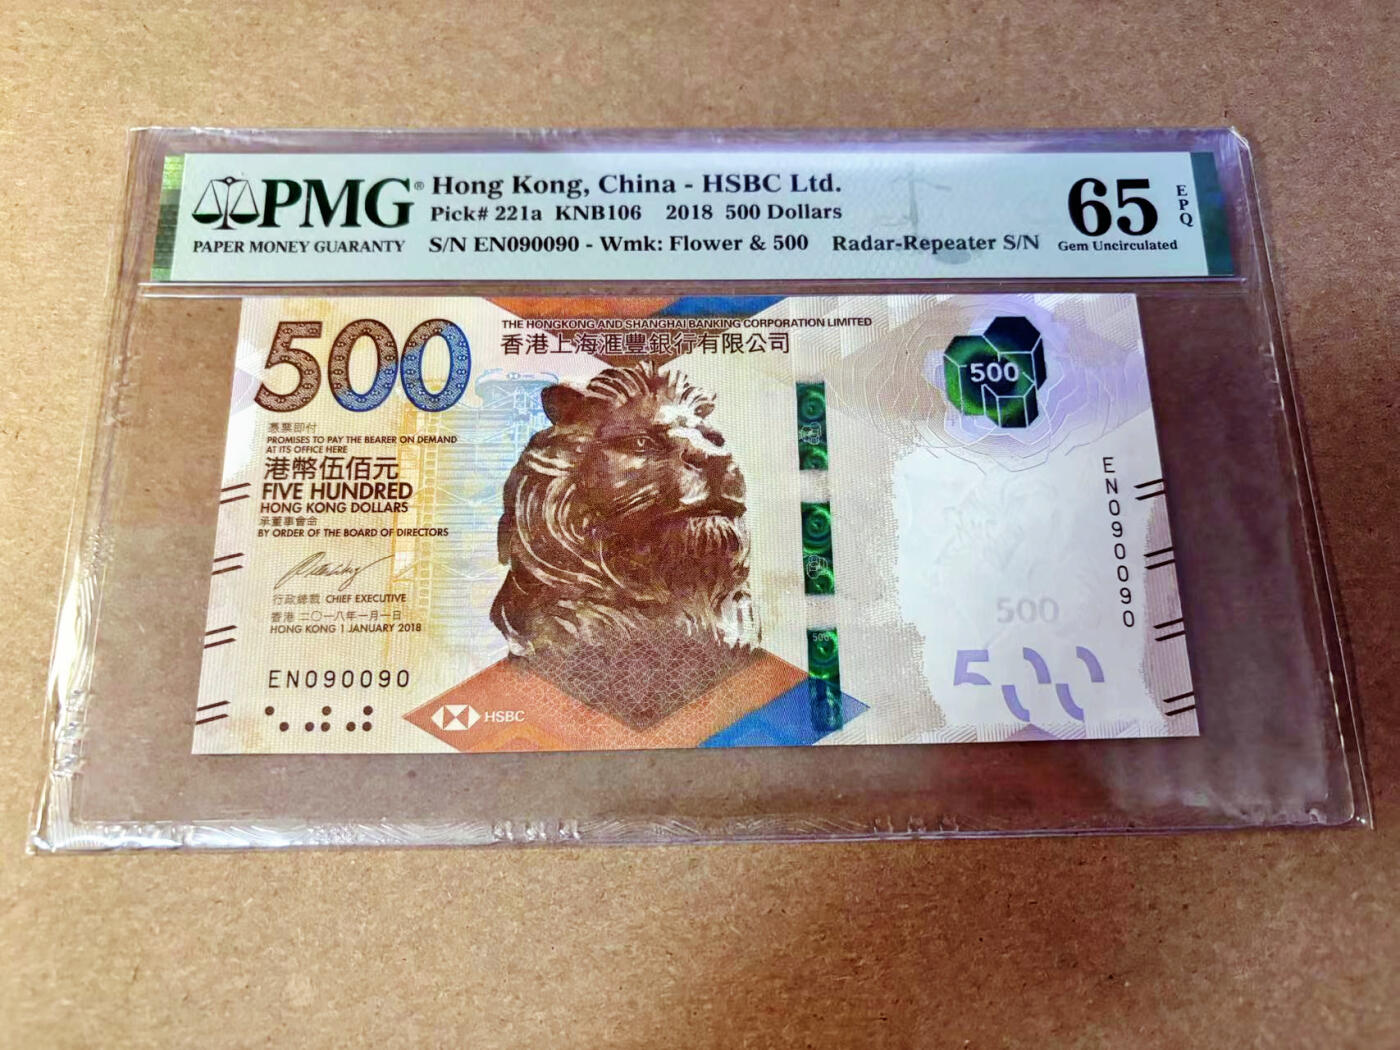 PMG® Hong Kong, China - HSBC Ltd.
Pick# 221a KNB106 2018 500 Dollars
PAPER MONEY GUARANTY S/N EN090090 - Wmk: Flower & 500 Radar-Repeater S/N
65
Gem Uncirculated
EPQ
500
THE HONGKONG AND SHANGHAI BANKING CORPORATION LIMITED
香港上海滙豐銀行有限公司
500
憑票即付
PROMISES TO PAY THE BEARER ON DEMAND
AT ITS OFFICE HERE
港幣伍佰元
FIVE HUNDRED
HONG KONG DOLLARS
承董事會命
BY ORDER OF THE BOARD OF DIRECTORS
行政總裁 CHIEF EXECUTIVE
香港 二〇一八年一月一日
HONG KONG 1 JANUARY 2018
EN090090
HSBC
500
EN090090
500
500